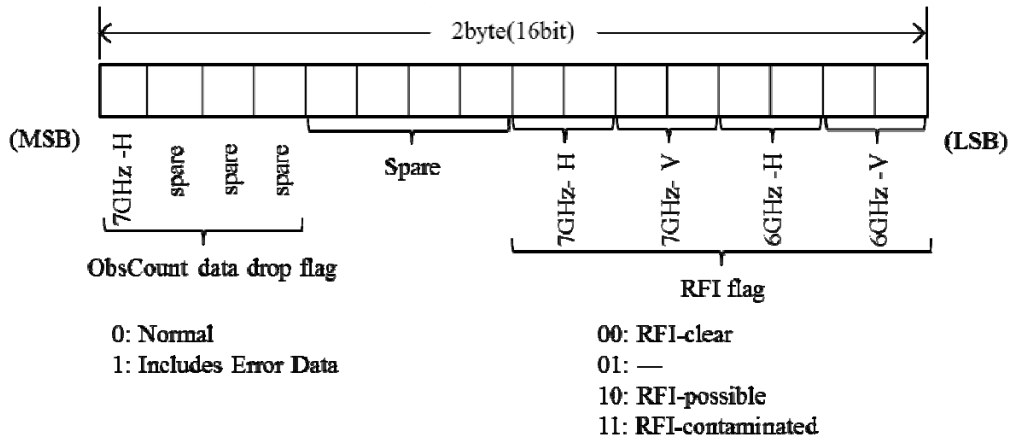 2byte(16bit)
(MSB)
(LSB)
7GHz -H
spare
spare
spare
Spare
7GHz- H
7GHz- V
6GHz -H
6GHz -V
ObsCount data drop flag
RFI flag
0: Normal
1: Includes Error Data
00: RFI-clear
01: —
10: RFI-possible
11: RFI-contaminated